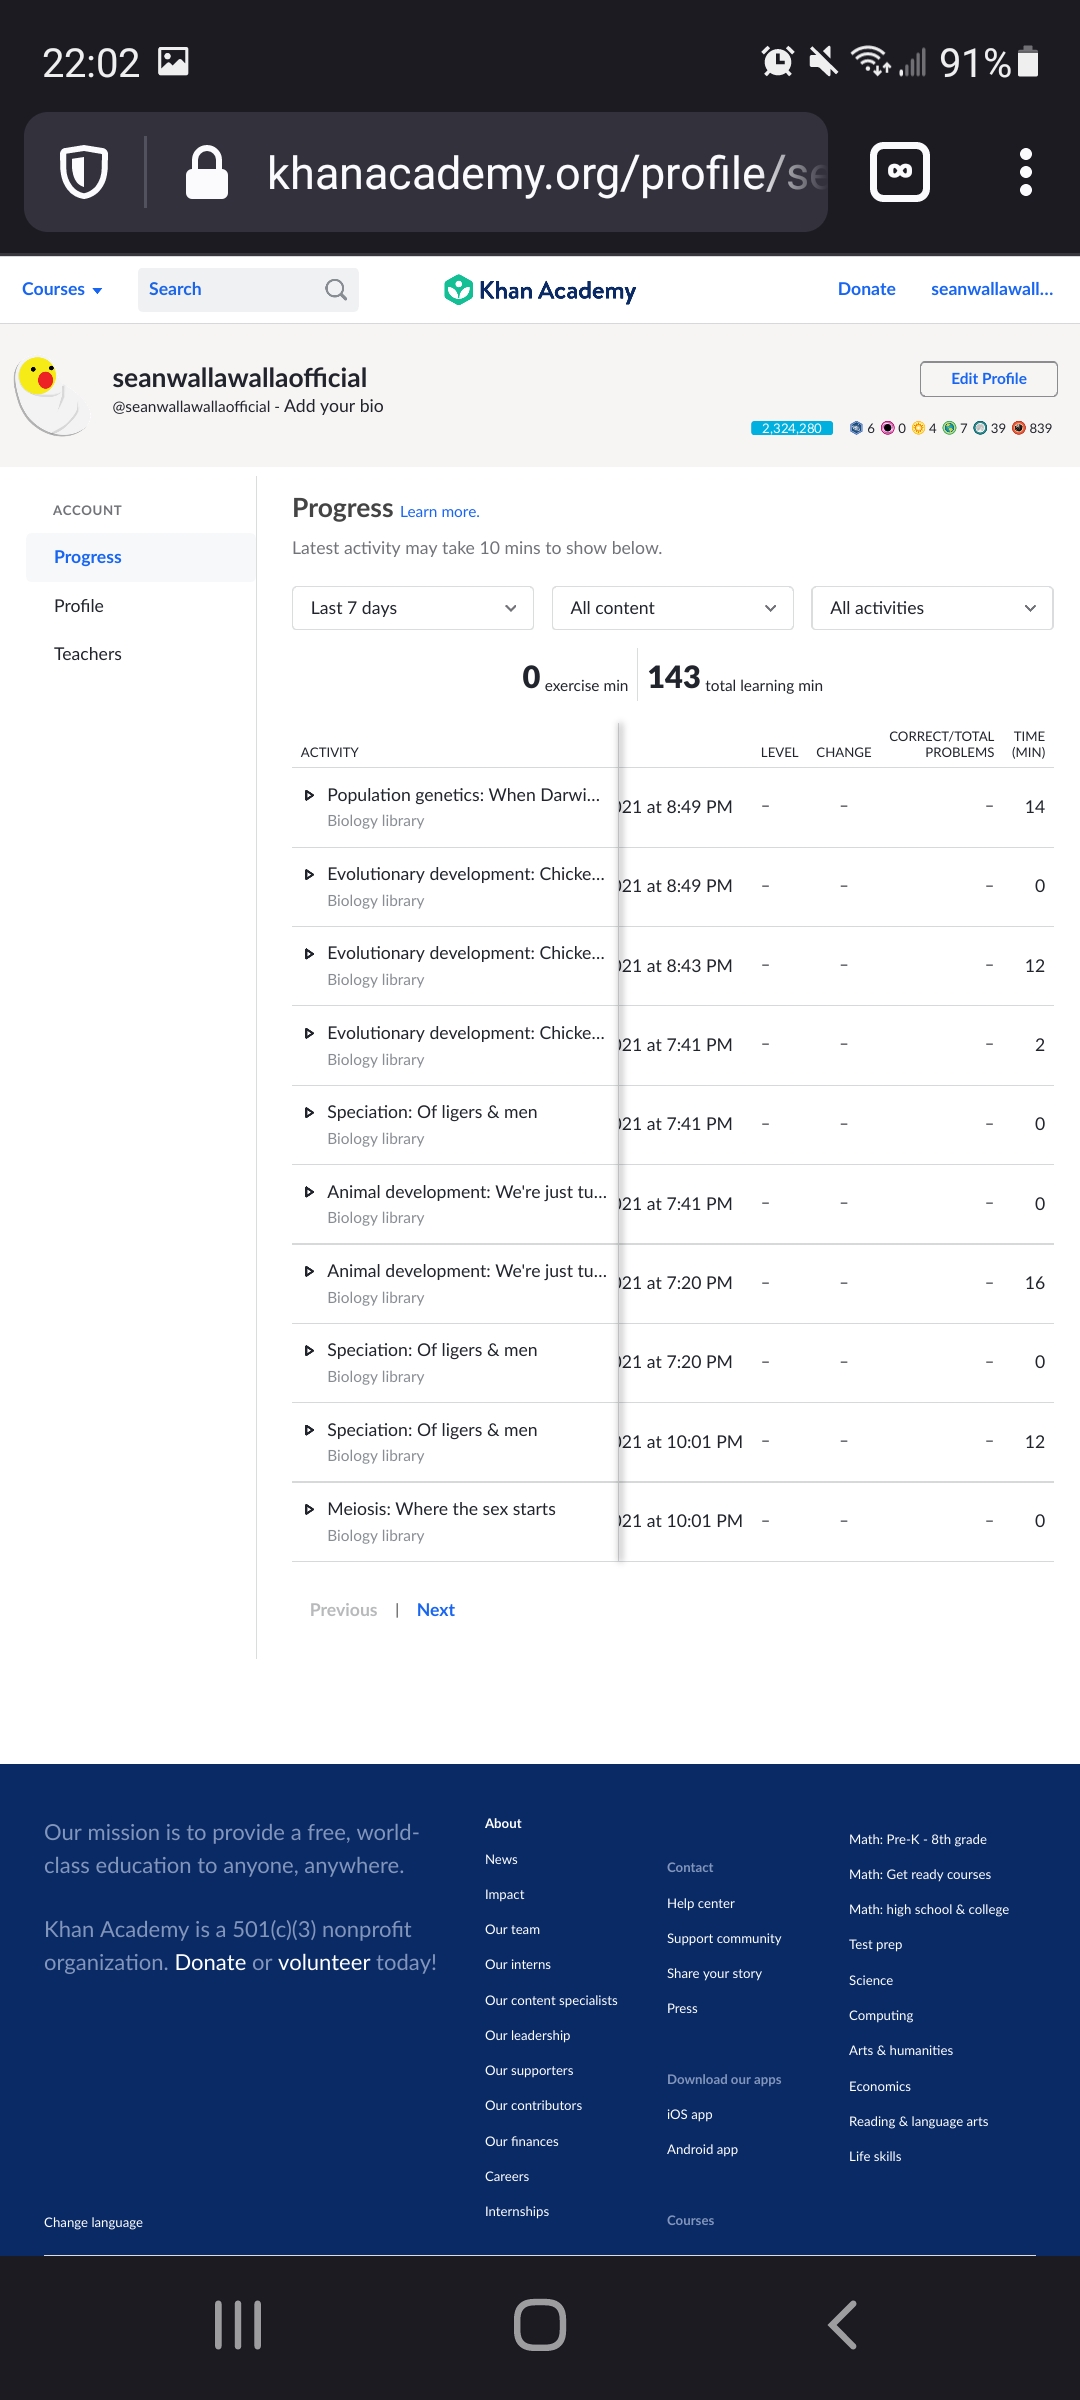 22:02
91%
khanacademy.org/profile/se
Courses
Search
Khan Academy
Donate
seanwallawall...
seanwallawallaofficial
@seanwallawallaofficial - Add your bio
Edit Profile
2,324,280
6 0 4 7 39 839
ACCOUNT
Progress
Profile
Teachers
Progress Learn more.
Latest activity may take 10 mins to show below.
Last 7 days
All content
All activities
0 exercise min
143 total learning min
ACTIVITY LEVEL CHANGE CORRECT/TOTAL PROBLEMS TIME (MIN)
Population genetics: When Darwi...
Biology library
21 at 8:49 PM – – – 14
Evolutionary development: Chicke...
Biology library
21 at 8:49 PM – – – 0
Evolutionary development: Chicke...
Biology library
21 at 8:43 PM – – – 12
Evolutionary development: Chicke...
Biology library
21 at 7:41 PM – – – 2
Speciation: Of ligers & men
Biology library
21 at 7:41 PM – – – 0
Animal development: We're just tu...
Biology library
21 at 7:41 PM – – – 0
Animal development: We're just tu...
Biology library
21 at 7:20 PM – – – 16
Speciation: Of ligers & men
Biology library
21 at 7:20 PM – – – 0
Speciation: Of ligers & men
Biology library
21 at 10:01 PM – – – 12
Meiosis: Where the sex starts
Biology library
21 at 10:01 PM – – – 0
Previous | Next
Our mission is to provide a free, world-
class education to anyone, anywhere.
Khan Academy is a 501(c)(3) nonprofit
organization. Donate or volunteer today!
Change language
About
News
Impact
Our team
Our interns
Our content specialists
Our leadership
Our supporters
Our contributors
Our finances
Careers
Internships
Contact
Help center
Support community
Share your story
Press
Download our apps
iOS app
Android app
Courses
Math: Pre-K - 8th grade
Math: Get ready courses
Math: high school & college
Test prep
Science
Computing
Arts & humanities
Economics
Reading & language arts
Life skills